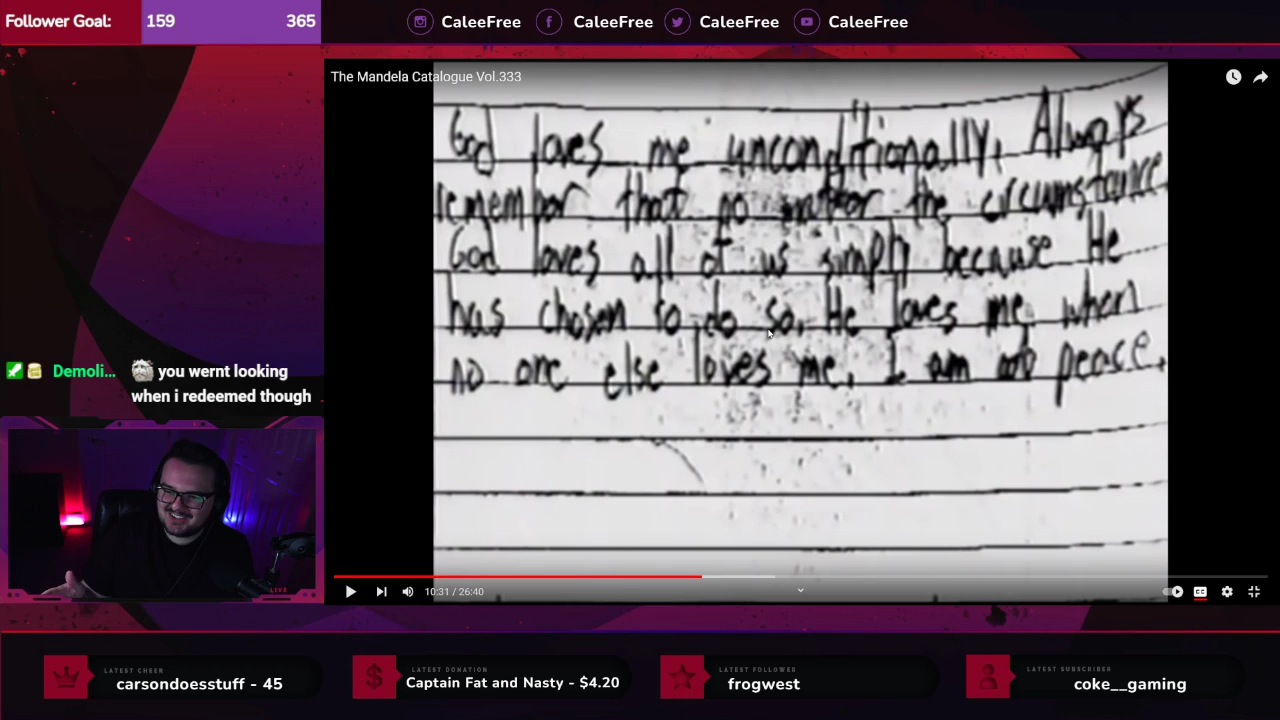 Follower Goal: 159 365
CaleeFree CaleeFree CaleeFree CaleeFree
The Mandela Catalogue Vol.333
God loves me unconditionally. Always
remember that no matter the circumstance
God loves all of us simply because He
has chosen to do so. He loves me when
no one else loves me. I am at peace.
Demoli... you wernt looking
when i redeemed though
LIVE
10:31 / 26:40
CC
LATEST CHEER
carsondoesstuff - 45
LATEST DONATION
Captain Fat and Nasty - $4.20
LATEST FOLLOWER
frogwest
LATEST SUBSCRIBER
coke__gaming